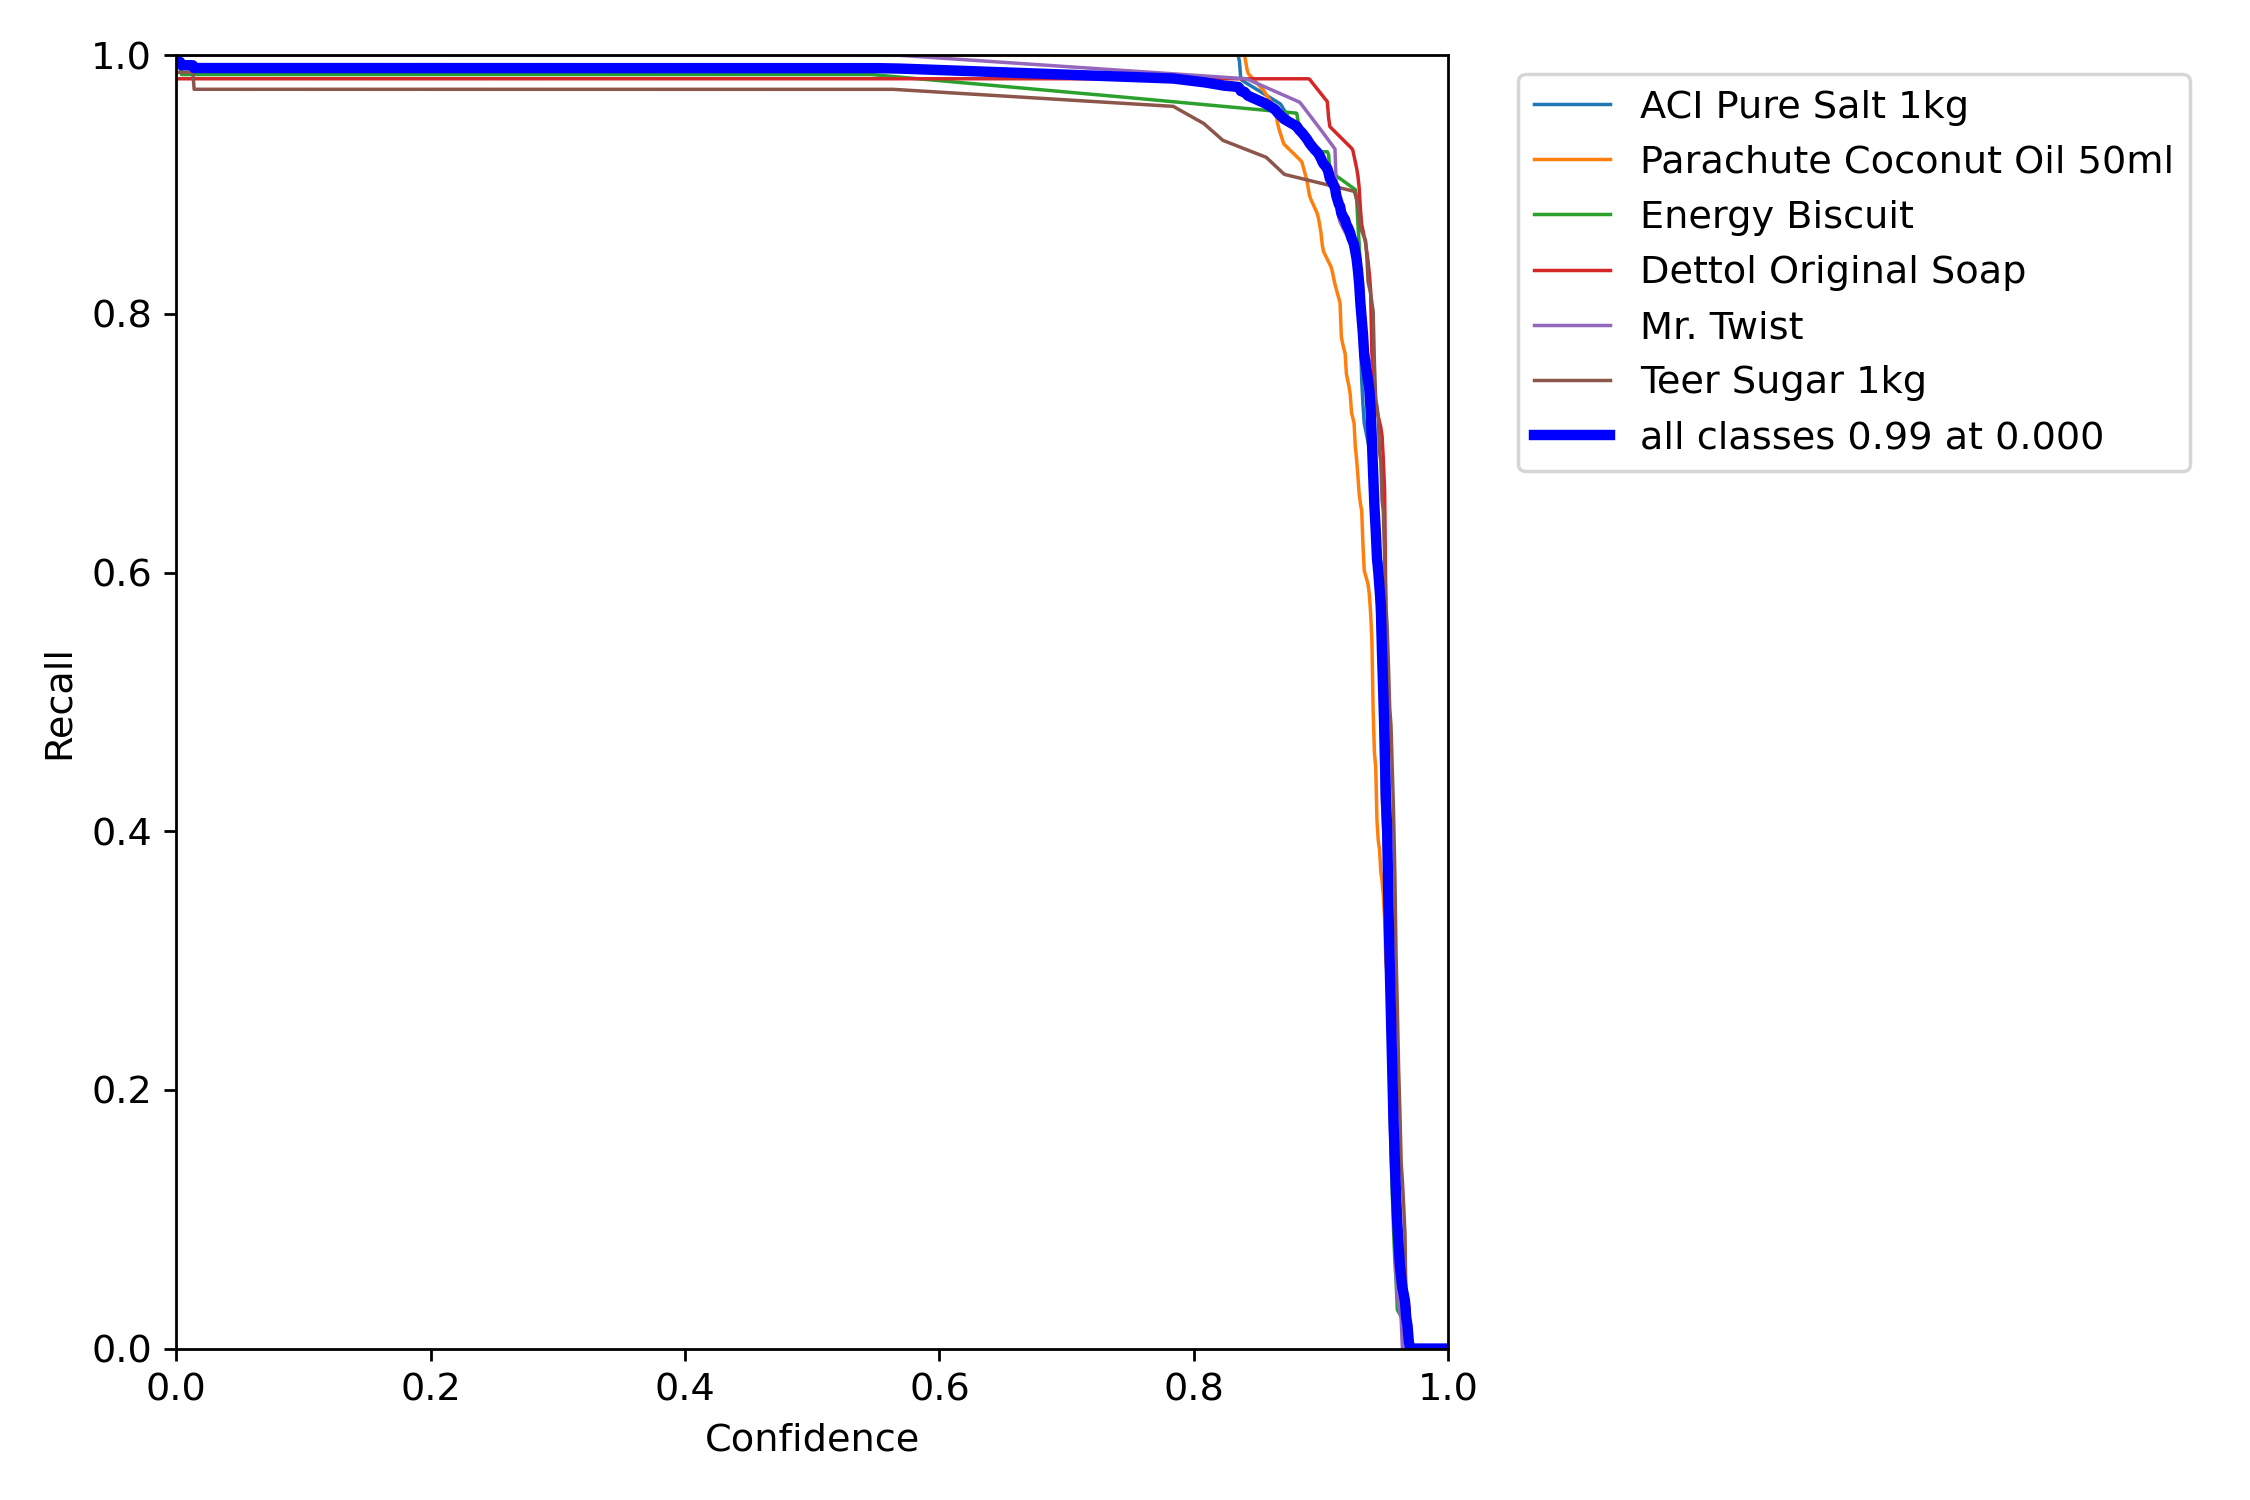 1.0
0.8
0.6
0.4
0.2
0.0
Recall
0.0 0.2 0.4 0.6 0.8 1.0
Confidence
ACI Pure Salt 1kg
Parachute Coconut Oil 50ml
Energy Biscuit
Dettol Original Soap
Mr. Twist
Teer Sugar 1kg
all classes 0.99 at 0.000